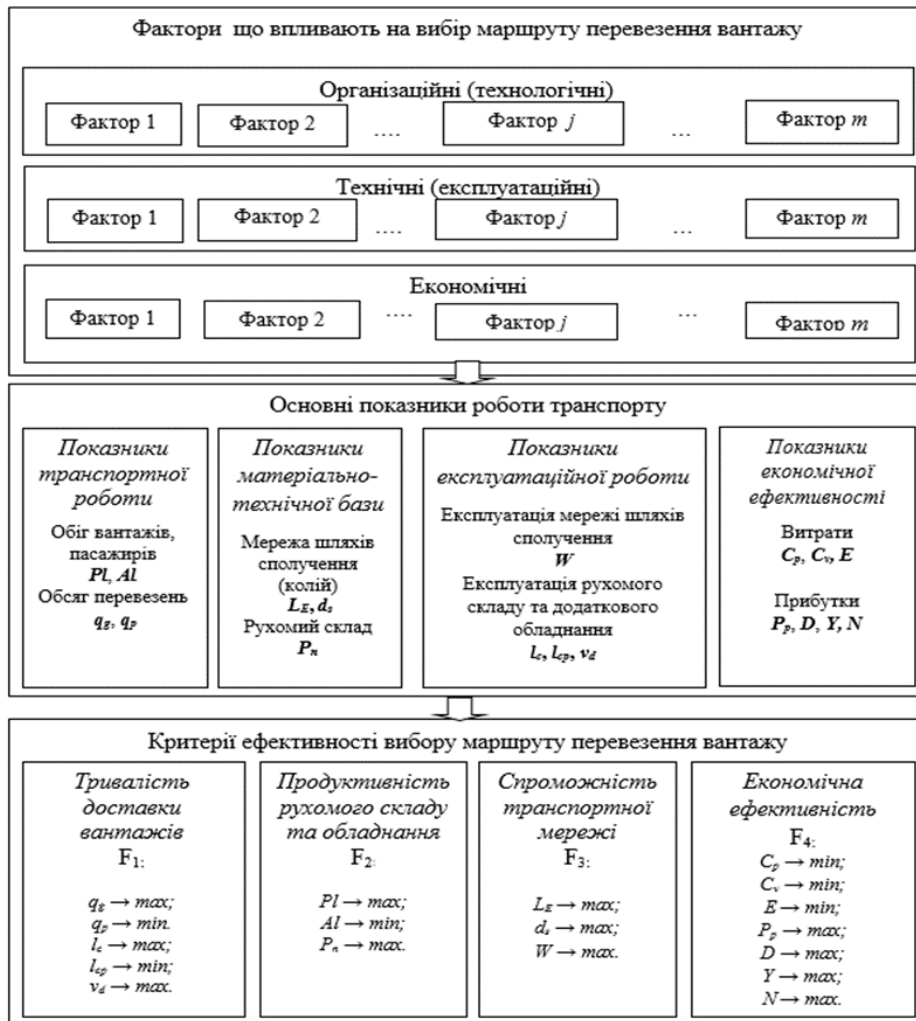 Фактори що впливають на вибір маршруту перевезення вантажу
Організаційні (технологічні)
Фактор 1
Фактор 2
....
Фактор j
...
Фактор m
Технічні (експлуатаційні)
Фактор 1
Фактор 2
....
Фактор j
...
Фактор m
Економічні
Фактор 1
Фактор 2
....
Фактор j
...
Фактор m
Основні показники роботи транспорту
Показники
транспортної
роботи
Обіг вантажів,
пасажирів
Pl, Al
Обсяг перевезень
qg, qp
Показники
матеріально-
технічної бази
Мережа шляхів
сполучення
(колій)
LE, ds
Рухомий склад
Pn
Показники
експлуатаційної роботи
Експлуатація мережі шляхів
сполучення
W
Експлуатація рухомого
складу та додаткового
обладнання
lc, lcp, vd
Показники
економічної
ефективності
Витрати
Cp, Cv, E
Прибутки
Pp, D, Y, N
Критерії ефективності вибору маршруту перевезення вантажу
Тривалість
доставки
вантажів
F1:
qg → max;
qp → min.
lc → max;
lcp → min;
vd → max.
Продуктивність
рухомого складу
та обладнання
F2:
Pl → max;
Al → min;
Pn → max.
Спроможність
транспортної
мережі
F3:
LE → max;
ds → max;
W → max.
Економічна
ефективність
F4:
Cp → min;
Cv → min;
E → min;
Pp → max;
D → max;
Y → max;
N → max.